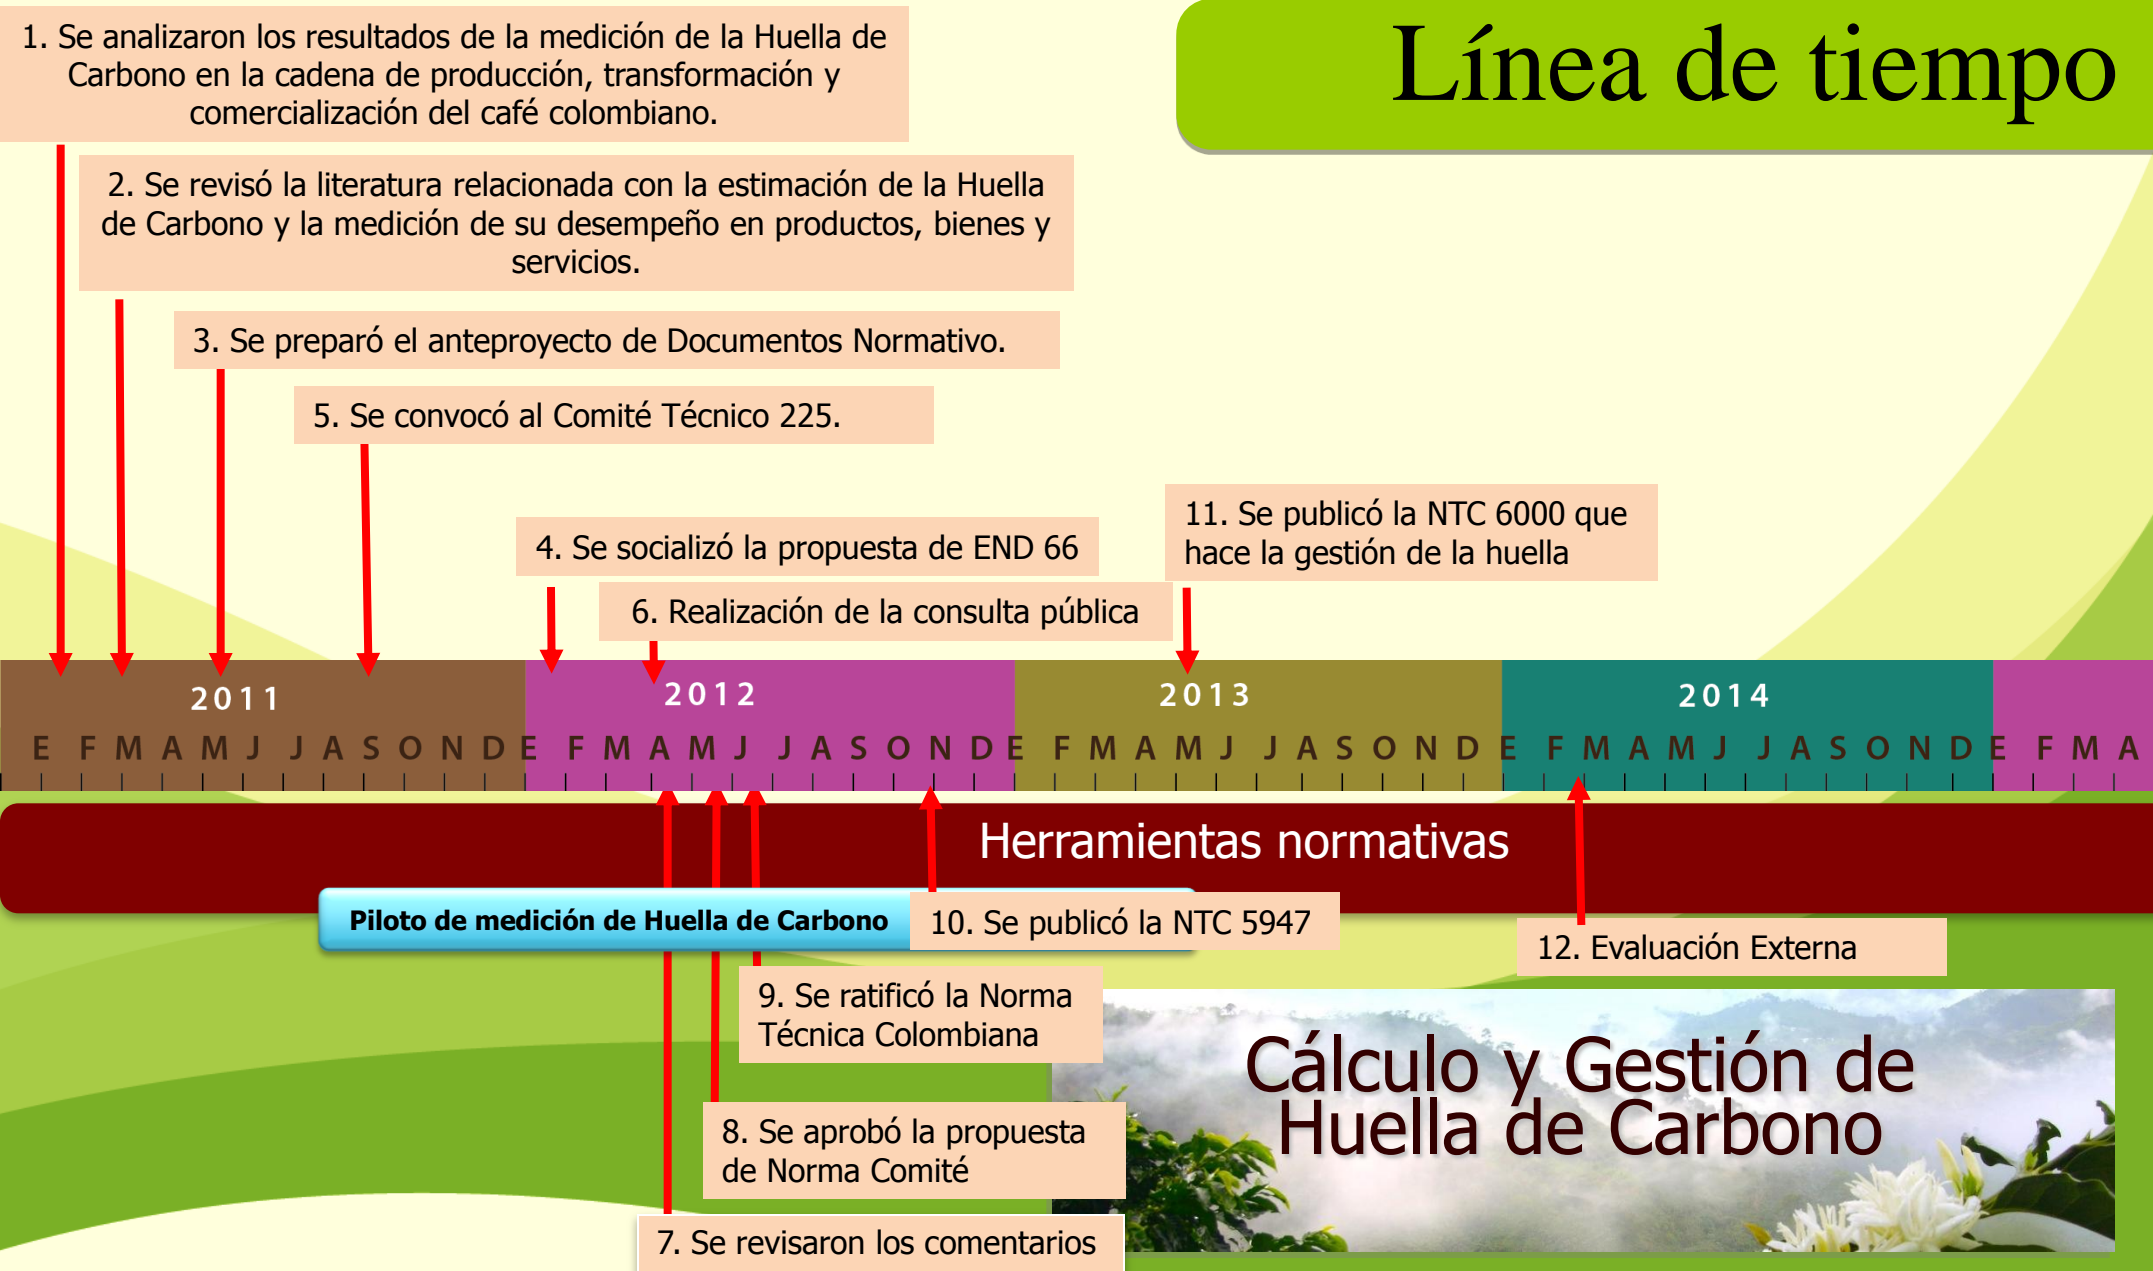 Línea de tiempo
1. Se analizaron los resultados de la medición de la Huella de
Carbono en la cadena de producción, transformación y
comercialización del café colombiano.
2. Se revisó la literatura relacionada con la estimación de la Huella
de Carbono y la medición de su desempeño en productos, bienes y
servicios.
3. Se preparó el anteproyecto de Documentos Normativo.
5. Se convocó al Comité Técnico 225.
4. Se socializó la propuesta de END 66
11. Se publicó la NTC 6000 que
hace la gestión de la huella
6. Realización de la consulta pública
2011 2012 2013 2014
E F M A M J J A S O N D E F M A M J J A S O N D E F M A M J J A S O N D E F M A M J J A S O N D E F M A
Herramientas normativas
Piloto de medición de Huella de Carbono
10. Se publicó la NTC 5947
12. Evaluación Externa
9. Se ratificó la Norma
Técnica Colombiana
8. Se aprobó la propuesta
de Norma Comité
7. Se revisaron los comentarios
Cálculo y Gestión de
Huella de Carbono